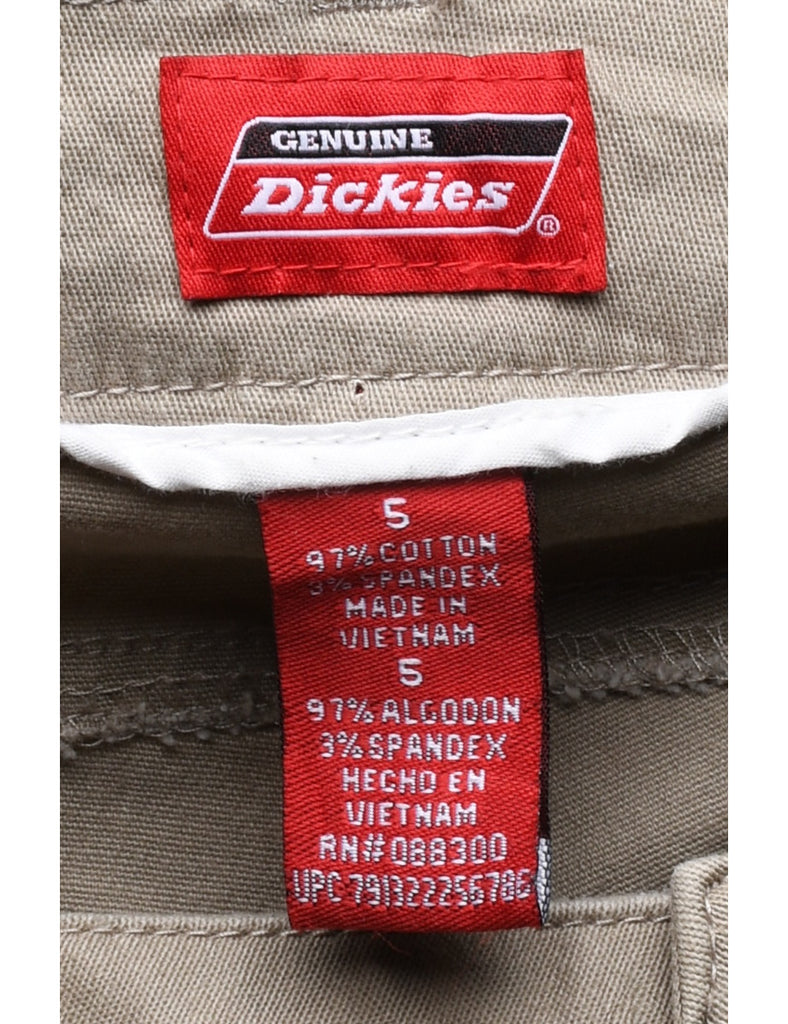 GENUINE
Dickies
®
5
97% COTTON
3% SPANDEX
MADE IN
VIETNAM
5
97% ALGODON
3% SPANDEX
HECHO EN
VIETNAM
RN# 088300
UPC 791322256786